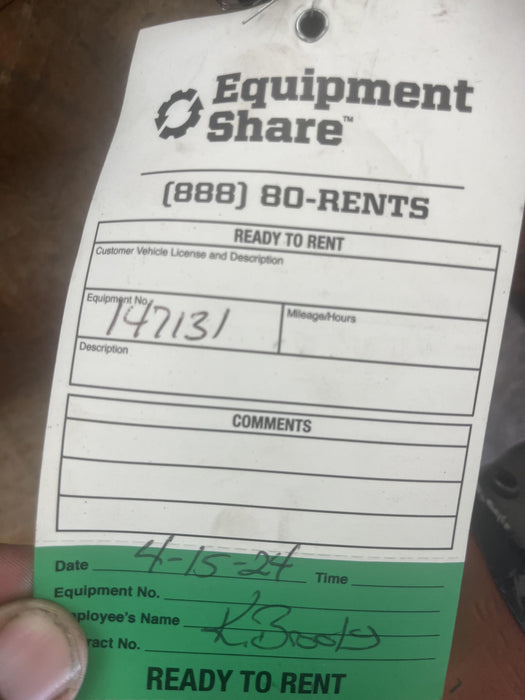 Equipment
Share™
(888) 80-RENTS
READY TO RENT
Customer Vehicle License and Description
Equipment No. 147131 Mileage/Hours
Description
COMMENTS
Date 4-15-24 Time
Equipment No.
ployee's Name K.
ract No.
READY TO RENT